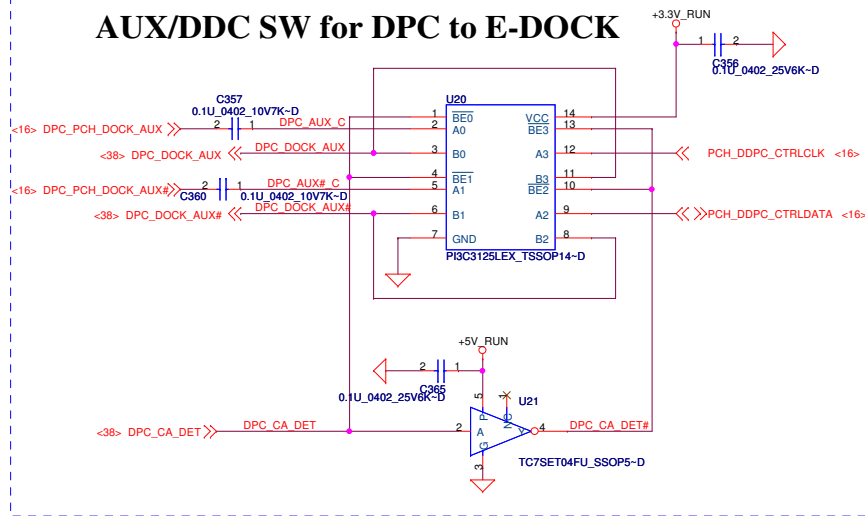 AUX/DDC SW for DPC to E-DOCK
+3.3V_RUN
1 2
C356
0.1U_0402_25V6K~D
C357
0.1U_0402_10V7K~D
U20
<16> DPC_PCH_DOCK_AUX 2 1 DPC_AUX_C
<38> DPC_DOCK_AUX DPC_DOCK_AUX
<16> DPC_PCH_DOCK_AUX# 2 1 DPC_AUX#_C
C360 0.1U_0402_10V7K~D
<38> DPC_DOCK_AUX# DPC_DOCK_AUX#
1 BE0 VCC 14
2 A0 BE3 13
3 B0 A3 12
4 BE1 B3 11
5 A1 BE2 10
6 B1 A2 9
7 GND B2 8
PI3C3125LEX_TSSOP14~D
PCH_DDPC_CTRLCLK <16>
PCH_DDPC_CTRLDATA <16>
+5V_RUN
2 1
C365
0.1U_0402_25V6K~D
U21
5 P
1 NC
<38> DPC_CA_DET DPC_CA_DET 2 A Y 4 DPC_CA_DET#
G 3
TC7SET04FU_SSOP5~D